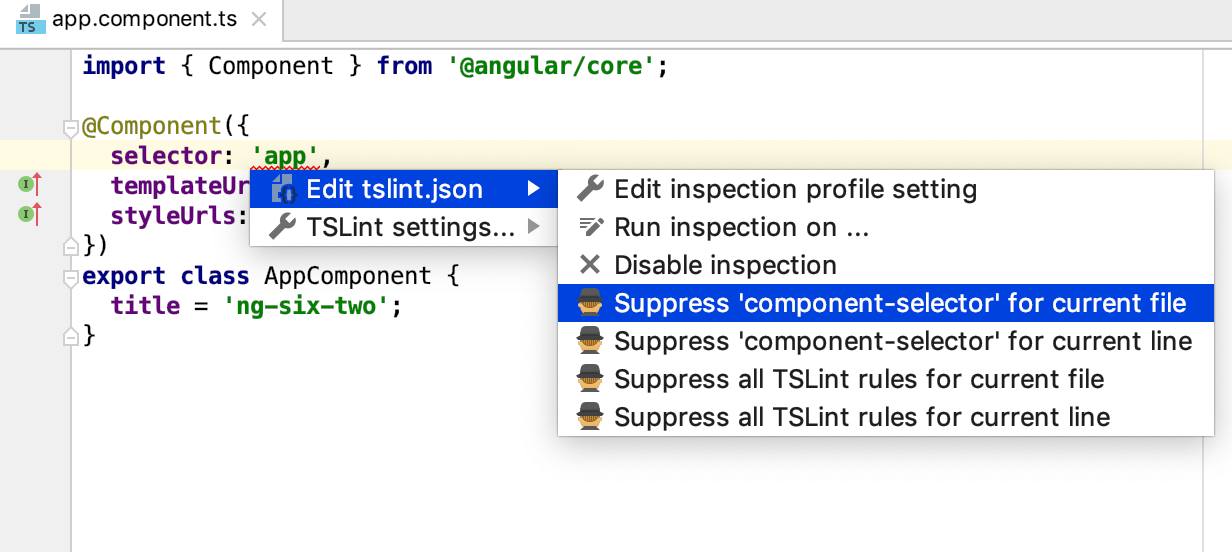 TS app.component.ts
import { Component } from '@angular/core';
@Component({
selector: 'app',
templateUr
styleUrls:
})
export class AppComponent {
title = 'ng-six-two';
}
Edit tslint.json
TSLint settings...
Edit inspection profile setting
Run inspection on ...
Disable inspection
Suppress 'component-selector' for current file
Suppress 'component-selector' for current line
Suppress all TSLint rules for current file
Suppress all TSLint rules for current line